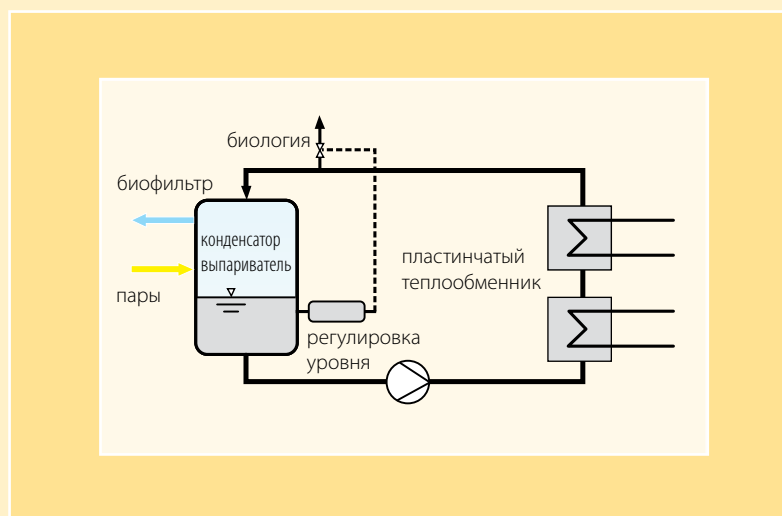 биология
биофильтр
конденсатор
выпариватель
пары
пластинчатый
теплообменник
регулировка
уровня